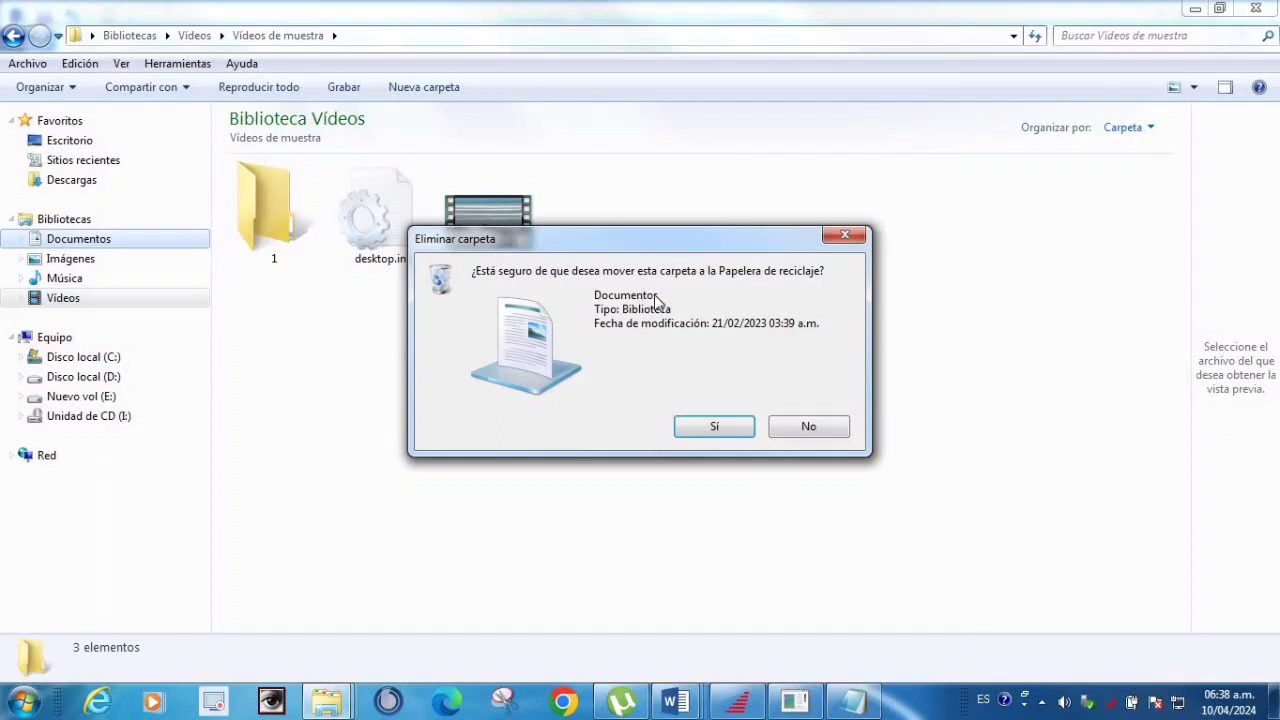 Bibliotecas Vídeos Vídeos de muestra
Buscar Vídeos de muestra
Archivo Edición Ver Herramientas Ayuda
Organizar Compartir con Reproducir todo Grabar Nueva carpeta
Favoritos
Escritorio
Sitios recientes
Descargas
Bibliotecas
Documentos
Imágenes
Música
Vídeos
Equipo
Disco local (C:)
Disco local (D:)
Nuevo vol (E:)
Unidad de CD (I:)
Red
Biblioteca Vídeos
Vídeos de muestra
Organizar por: Carpeta
1
desktop.in
Eliminar carpeta
¿Está seguro de que desea mover esta carpeta a la Papelera de reciclaje?
Documentos
Tipo: Biblioteca
Fecha de modificación: 21/02/2023 03:39 a.m.
Sí No
Seleccione el
archivo del que
desea obtener la
vista previa.
3 elementos
ES
06:38 a.m.
10/04/2024